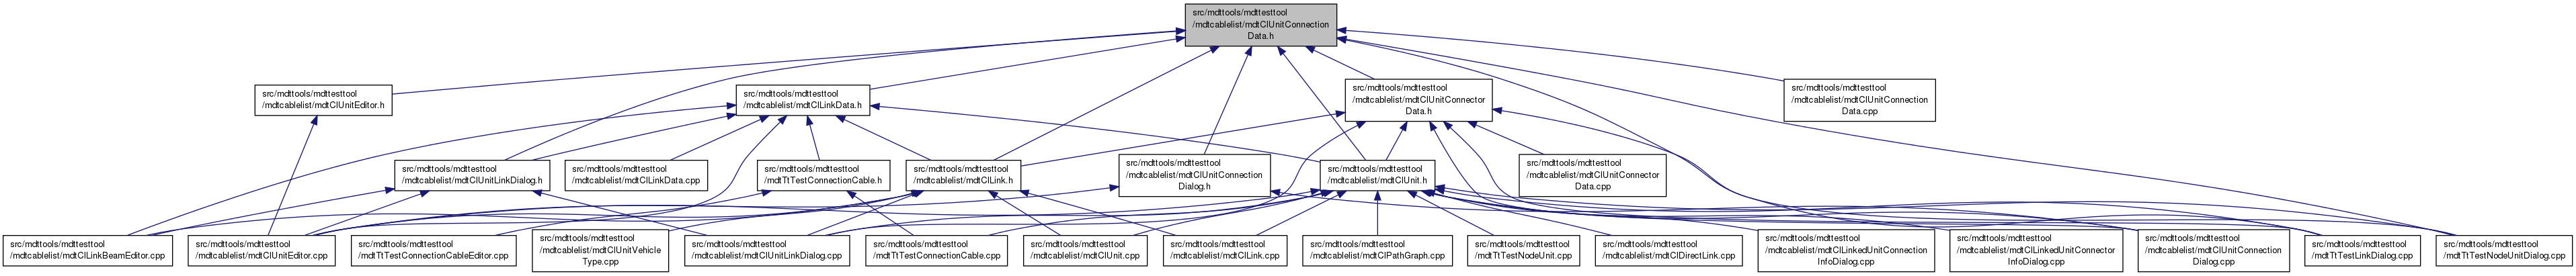 src/mdttools/mdttesttool
/mdtcablelist/mdtClUnitConnection
Data.h
src/mdttools/mdttesttool
/mdtcablelist/mdtClUnitEditor.h
src/mdttools/mdttesttool
/mdtcablelist/mdtClLinkData.h
src/mdttools/mdttesttool
/mdtcablelist/mdtClUnitConnector
Data.h
src/mdttools/mdttesttool
/mdtcablelist/mdtClUnitConnection
Data.cpp
src/mdttools/mdttesttool
/mdtcablelist/mdtClUnitLinkDialog.h
src/mdttools/mdttesttool
/mdtcablelist/mdtClLinkData.cpp
src/mdttools/mdttesttool
/mdtTtTestConnectionCable.h
src/mdttools/mdttesttool
/mdtcablelist/mdtClLink.h
src/mdttools/mdttesttool
/mdtcablelist/mdtClUnitConnection
Dialog.h
src/mdttools/mdttesttool
/mdtcablelist/mdtClUnit.h
src/mdttools/mdttesttool
/mdtcablelist/mdtClUnitConnector
Data.cpp
src/mdttools/mdttesttool
/mdtcablelist/mdtClLinkBeamEditor.cpp
src/mdttools/mdttesttool
/mdtcablelist/mdtClUnitEditor.cpp
src/mdttools/mdttesttool
/mdtTtTestConnectionCableEditor.cpp
src/mdttools/mdttesttool
/mdtcablelist/mdtClUnitVehicle
Type.cpp
src/mdttools/mdttesttool
/mdtcablelist/mdtClUnitLinkDialog.cpp
src/mdttools/mdttesttool
/mdtTtTestConnectionCable.cpp
src/mdttools/mdttesttool
/mdtcablelist/mdtClUnit.cpp
src/mdttools/mdttesttool
/mdtcablelist/mdtClLink.cpp
src/mdttools/mdttesttool
/mdtcablelist/mdtClPathGraph.cpp
src/mdttools/mdttesttool
/mdtTtTestNodeUnit.cpp
src/mdttools/mdttesttool
/mdtcablelist/mdtClDirectLink.cpp
src/mdttools/mdttesttool
/mdtcablelist/mdtClLinkedUnitConnection
InfoDialog.cpp
src/mdttools/mdttesttool
/mdtcablelist/mdtClLinkedUnitConnector
InfoDialog.cpp
src/mdttools/mdttesttool
/mdtcablelist/mdtClUnitConnection
Dialog.cpp
src/mdttools/mdttesttool
/mdtTtTestLinkDialog.cpp
src/mdttools/mdttesttool
/mdtTtTestNodeUnitDialog.cpp